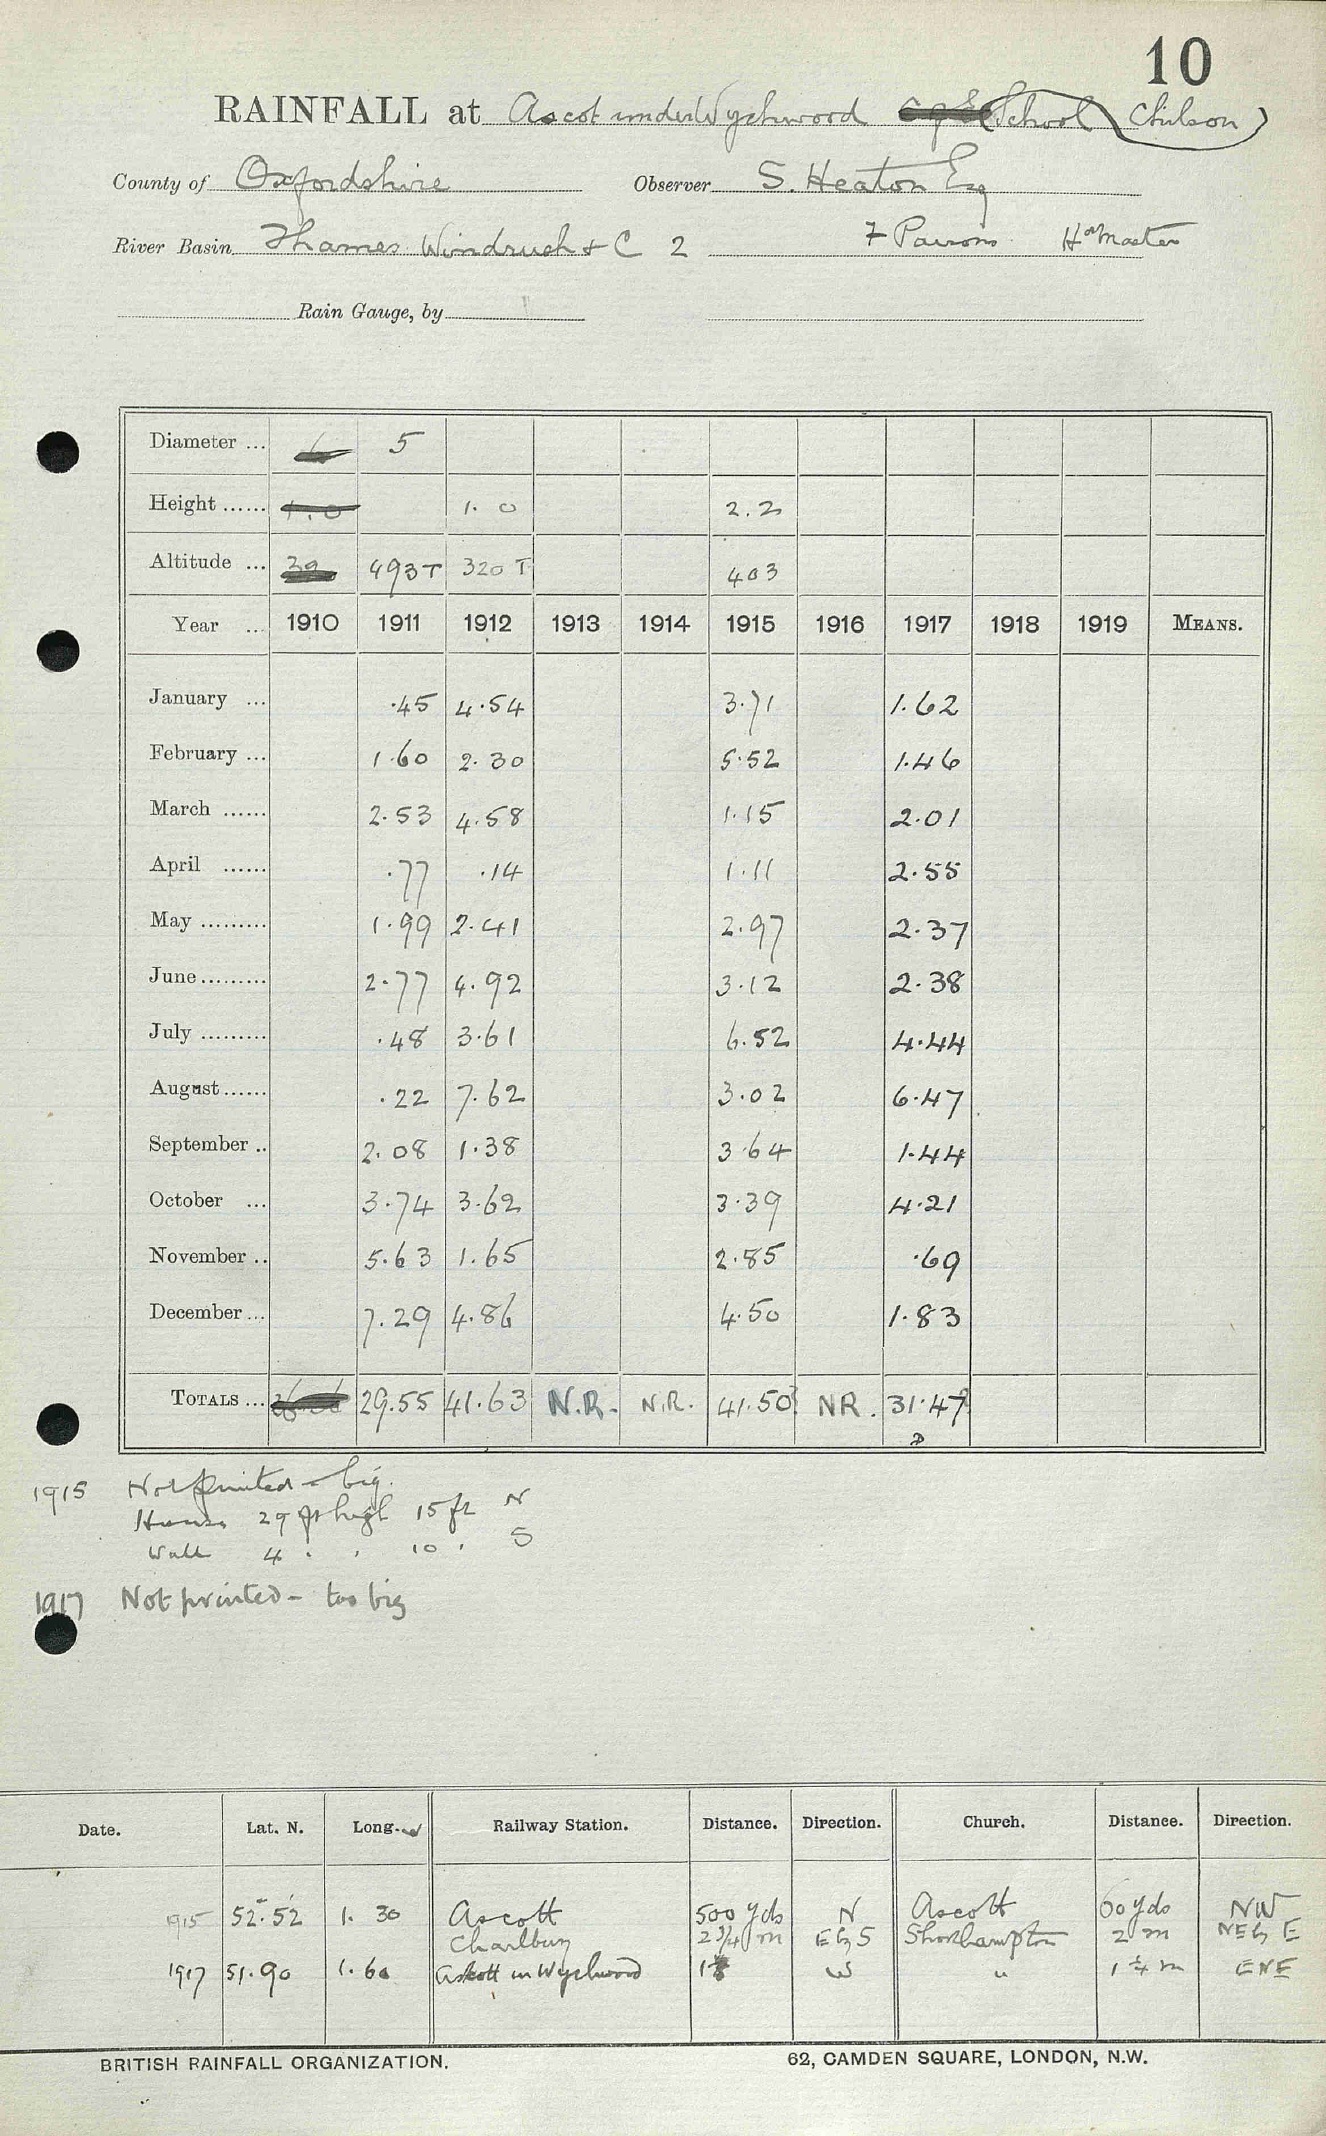 10
RAINFALL at Ascot under Wychwood School (Chilson)
County of Oxfordshire Observer S. Heaton Esq
River Basin Thames Windrush & C 2 F Parsons Hd Master
Rain Gauge, by
Diameter ... 5
Height ...... 1.0 2.2
Altitude ... 493T 320T 403
Year ... 1910 1911 1912 1913 1914 1915 1916 1917 1918 1919 MEANS.
January ... .45 4.54 3.71 1.62
February ... 1.60 2.30 5.52 1.46
March ...... 2.53 4.58 1.15 2.01
April ...... .77 .14 1.11 2.55
May ......... 1.99 2.41 2.97 2.37
June ......... 2.77 4.92 3.12 2.38
July ......... .48 3.61 6.52 4.44
August ...... .22 7.62 3.02 6.47
September .. 2.08 1.38 3.64 1.44
October ... 3.74 3.62 3.39 4.21
November .. 5.63 1.65 2.85 .69
December ... 7.29 4.86 4.50 1.83
TOTALS ... 29.55 41.63 N.R. N.R. 41.50? NR. 31.47?
1915 Not printed - big.
House 29 ft high 15 ft N
Wall 4 " " 10 " S
1917 Not printed - too big
Date. Lat. N. Long. W Railway Station. Distance. Direction. Church. Distance. Direction.
1915 52.52 1.30 Ascott 500 yds N Ascott 60 yds NW
Charlbury 2 3/4 m E by S Shorthampton 2 m NE by E
1917 51.90 1.60 Ascott un Wychwood W " 1 1/4 m ENE
BRITISH RAINFALL ORGANIZATION. 62, CAMDEN SQUARE, LONDON, N.W.